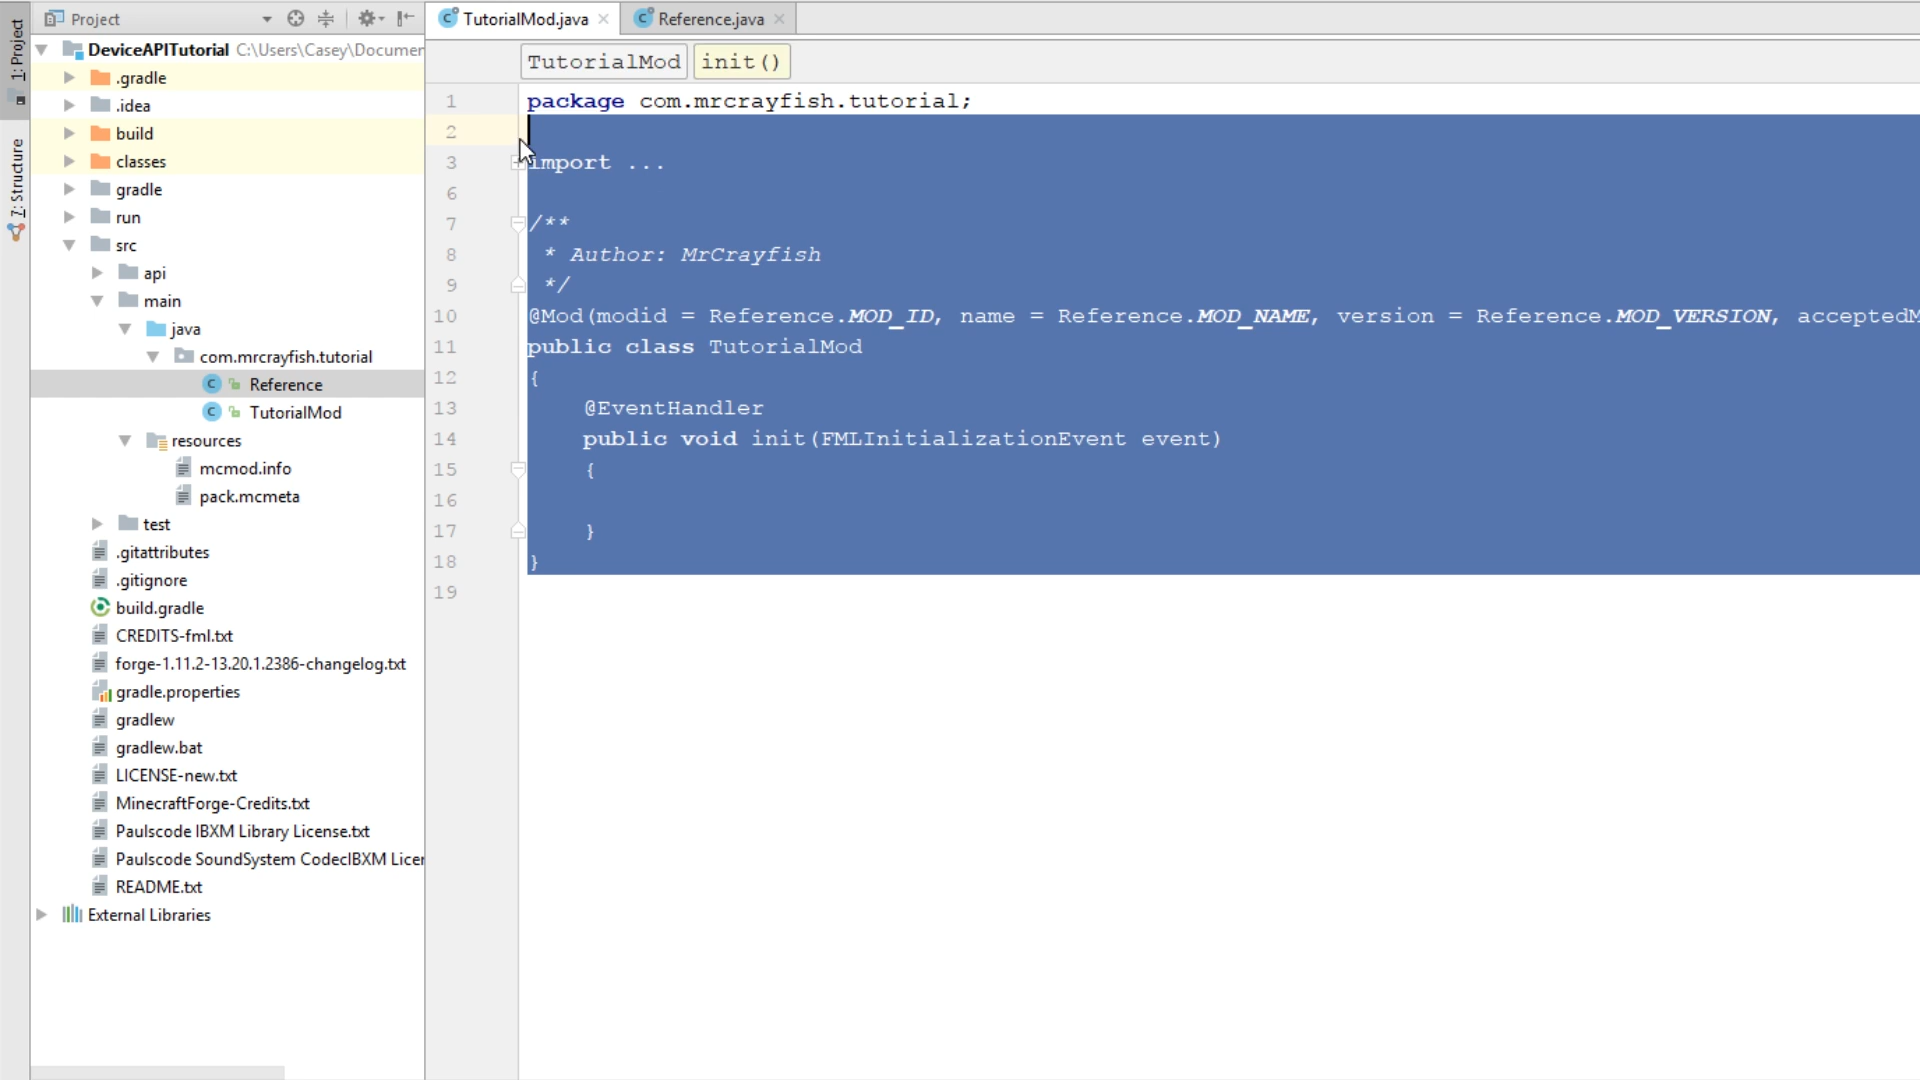 1: Project
7: Structure
Project
DeviceAPITutorial C:\Users\Casey\Documen
.gradle
.idea
build
classes
gradle
run
src
api
main
java
com.mrcrayfish.tutorial
Reference
TutorialMod
resources
mcmod.info
pack.mcmeta
test
.gitattributes
.gitignore
build.gradle
CREDITS-fml.txt
forge-1.11.2-13.20.1.2386-changelog.txt
gradle.properties
gradlew
gradlew.bat
LICENSE-new.txt
MinecraftForge-Credits.txt
Paulscode IBXM Library License.txt
Paulscode SoundSystem CodecIBXM Licen
README.txt
External Libraries
TutorialMod.java Reference.java
TutorialMod init()
1 package com.mrcrayfish.tutorial;
2
3 import ...
6
7 /**
8 * Author: MrCrayfish
9 */
10 @Mod(modid = Reference.MOD_ID, name = Reference.MOD_NAME, version = Reference.MOD_VERSION, acceptedM
11 public class TutorialMod
12 {
13 @EventHandler
14 public void init(FMLInitializationEvent event)
15 {
16
17 }
18 }
19